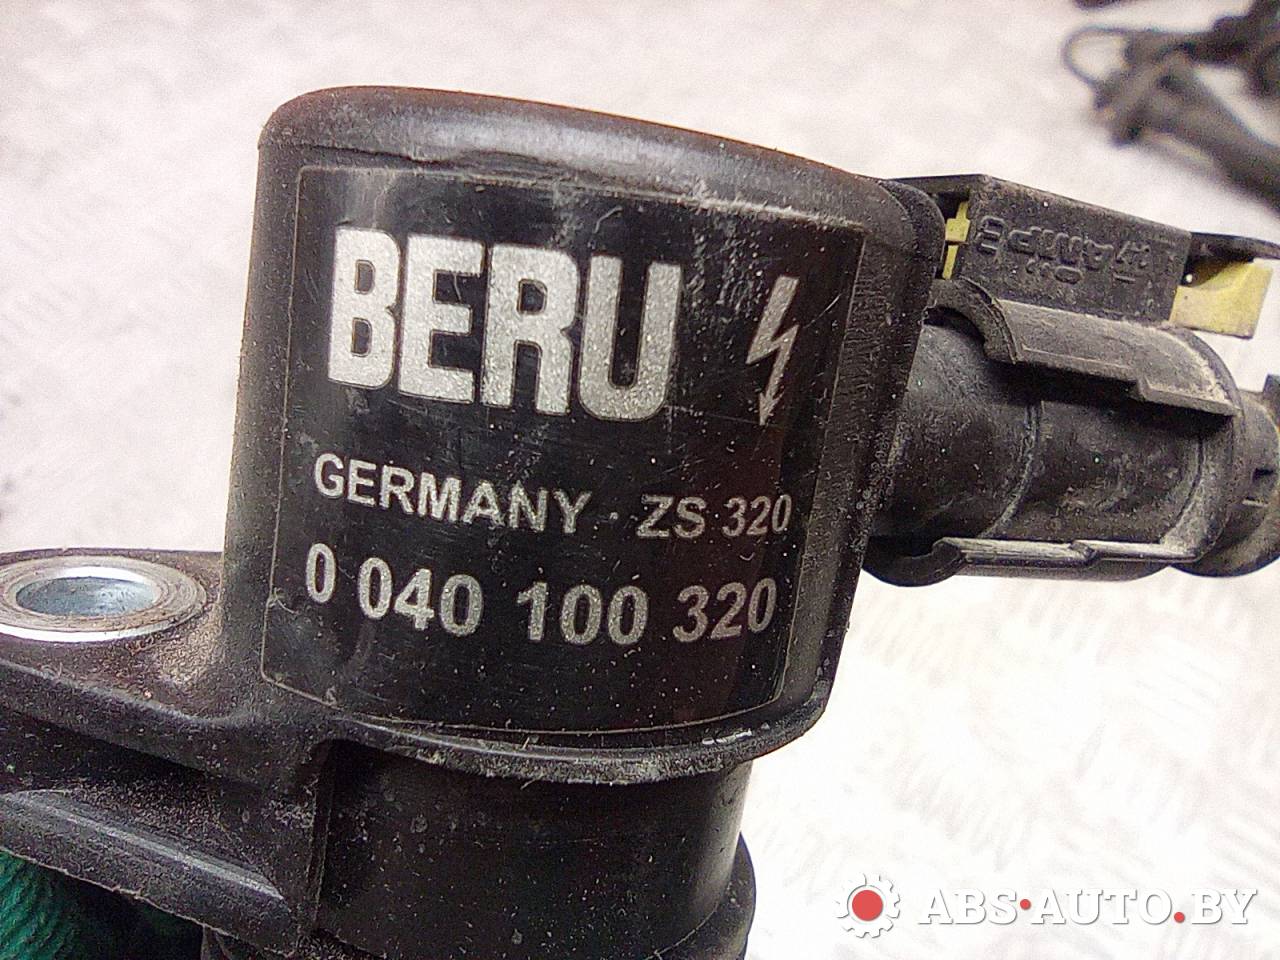 BERU
GERMANY · ZS 320
0 040 100 320
ABS·AUTO.BY